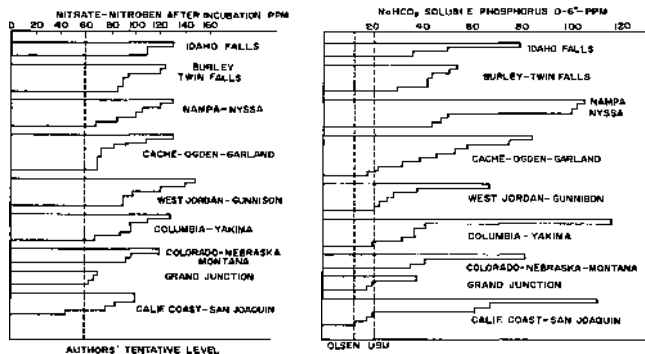 NITRATE-NITROGEN AFTER INCUBATION PPM
20 40 60 80 100 120 140 160
IDAHO FALLS
BURLEY
TWIN FALLS
NAMPA-NYSSA
CACHE-OGDEN-GARLAND
WEST JORDAN-GUNNISON
COLUMBIA-YAKIMA
COLORADO-NEBRASKA
MONTANA
GRAND JUNCTION
CALIF COAST-SAN JOAQUIN
AUTHORS' TENTATIVE LEVEL
NaHCO3 SOLUBLE PHOSPHORUS 0-6"-PPM
20 40 60 80 100 120
IDAHO FALLS
BURLEY-TWIN FALLS
NAMPA
NYSSA
CACHE-OGDEN-GARLAND
WEST JORDAN-GUNNISON
COLUMBIA-YAKIMA
COLORADO-NEBRASKA-MONTANA
GRAND JUNCTION
CALIF COAST-SAN JOAQUIN
OLSEN USU